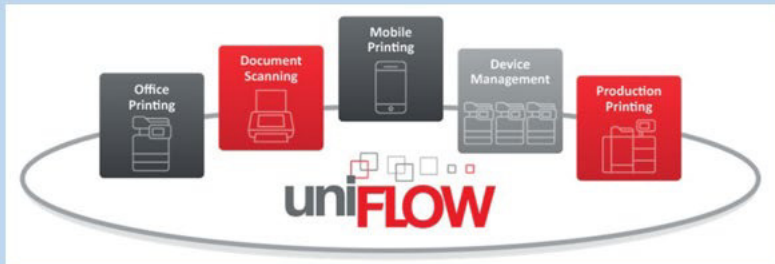 Office
Printing
Document
Scanning
Mobile
Printing
Device
Management
Production
Printing
uniFLOW